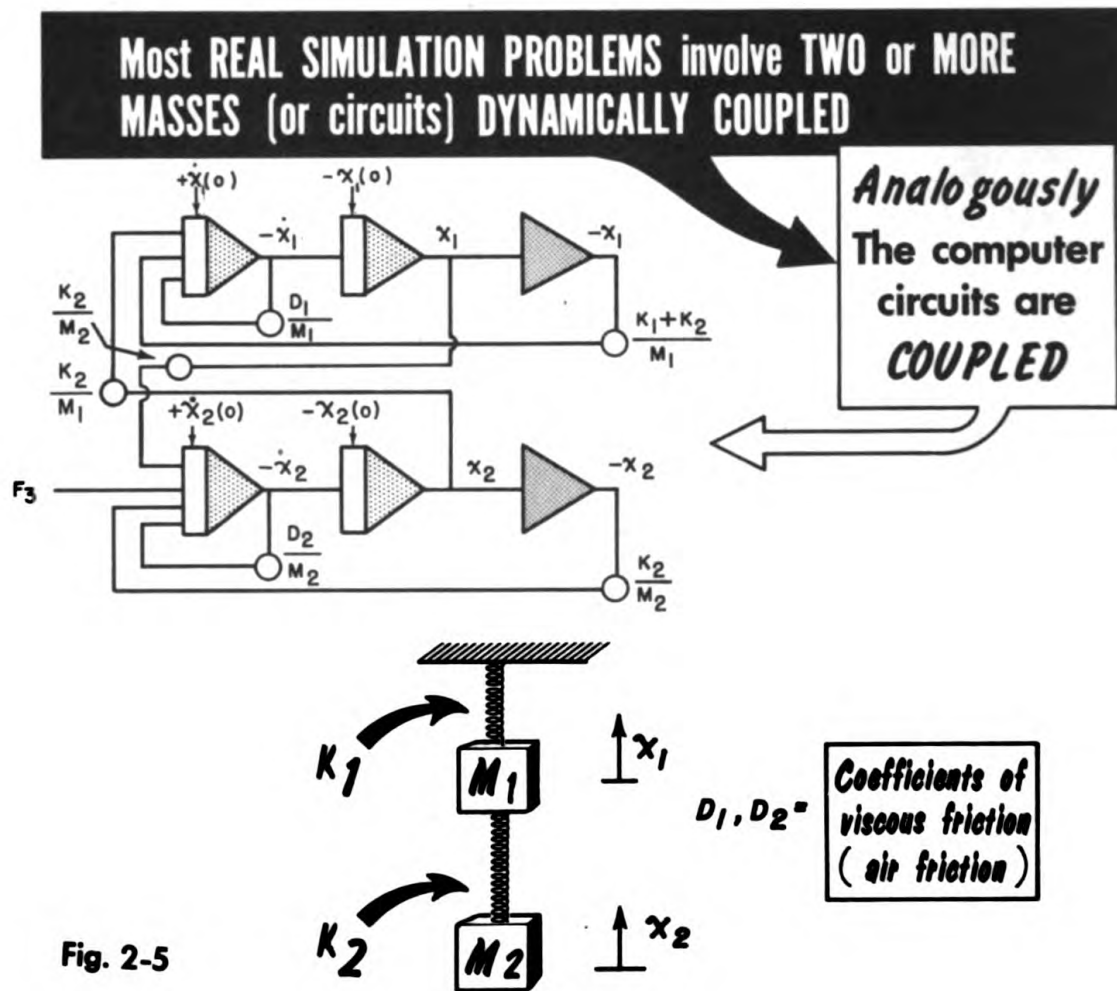 Most REAL SIMULATION PROBLEMS involve TWO or MORE
MASSES (or circuits) DYNAMICALLY COUPLED
Analogously
The computer
circuits are
COUPLED
+ẋ₁(0)
-x₁(0)
-ẋ₁
x₁
-x₁
D₁
M₁
K₂
M₂
K₁+K₂
M₁
K₂
M₁
+ẋ₂(0)
-x₂(0)
F₃
-ẋ₂
x₂
-x₂
D₂
M₂
K₂
M₂
K1
M1
x₁
D₁, D₂ =
Coefficients of
viscous friction
( air friction )
K2
M2
x₂
Fig. 2-5